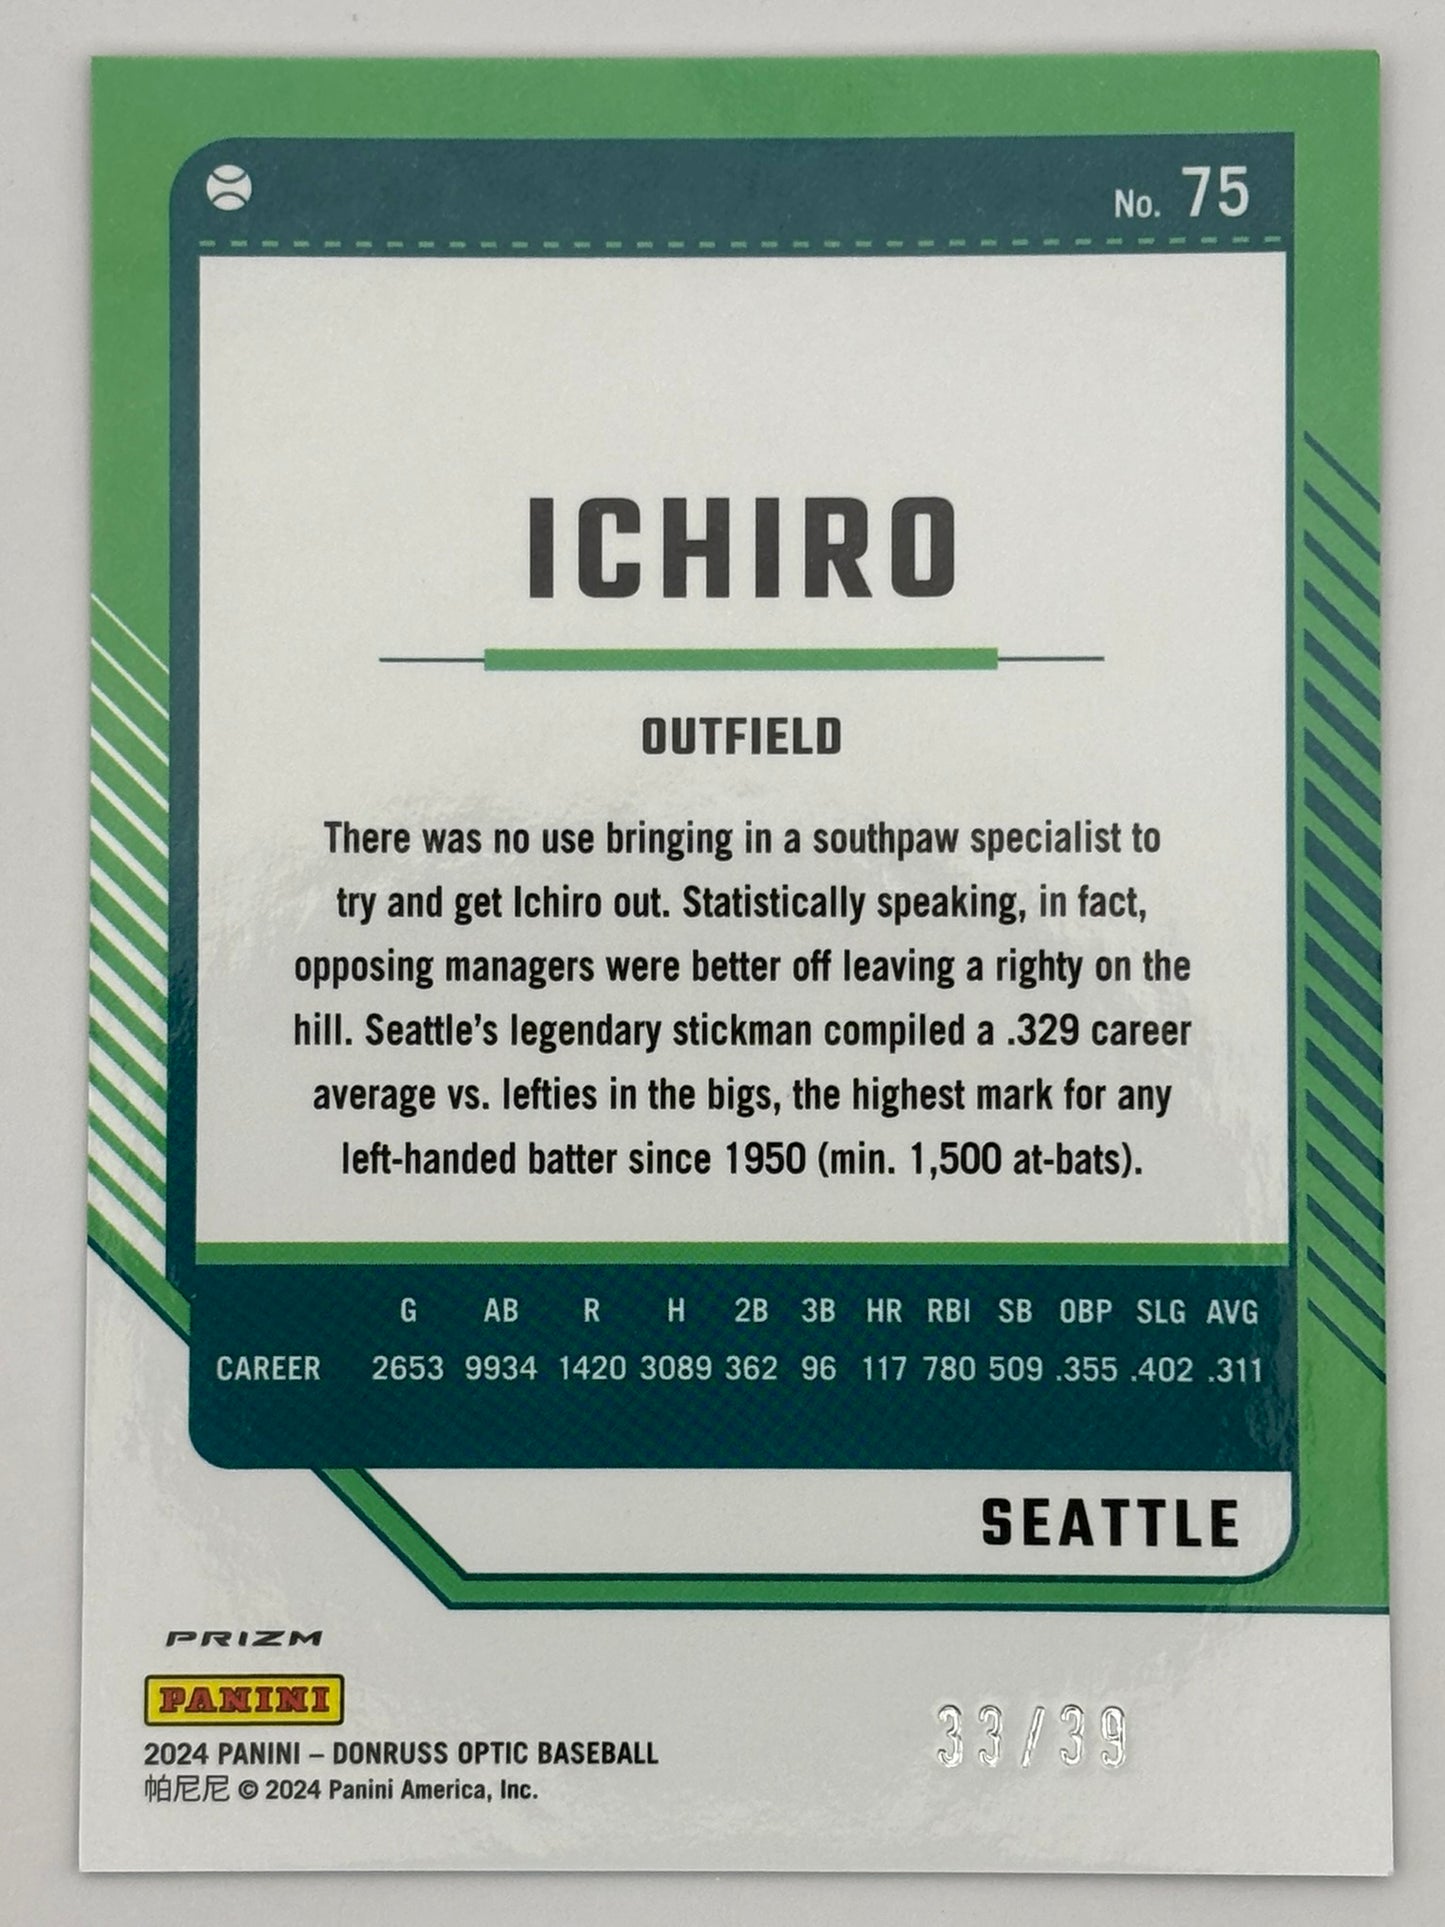 No. 75
ICHIRO
OUTFIELD
There was no use bringing in a southpaw specialist to
try and get Ichiro out. Statistically speaking, in fact,
opposing managers were better off leaving a righty on the
hill. Seattle’s legendary stickman compiled a .329 career
average vs. lefties in the bigs, the highest mark for any
left-handed batter since 1950 (min. 1,500 at-bats).
G AB R H 2B 3B HR RBI SB OBP SLG AVG
CAREER 2653 9934 1420 3089 362 96 117 780 509 .355 .402 .311
SEATTLE
PRIZM
PANINI
33/39
2024 PANINI – DONRUSS OPTIC BASEBALL
帕尼尼 © 2024 Panini America, Inc.